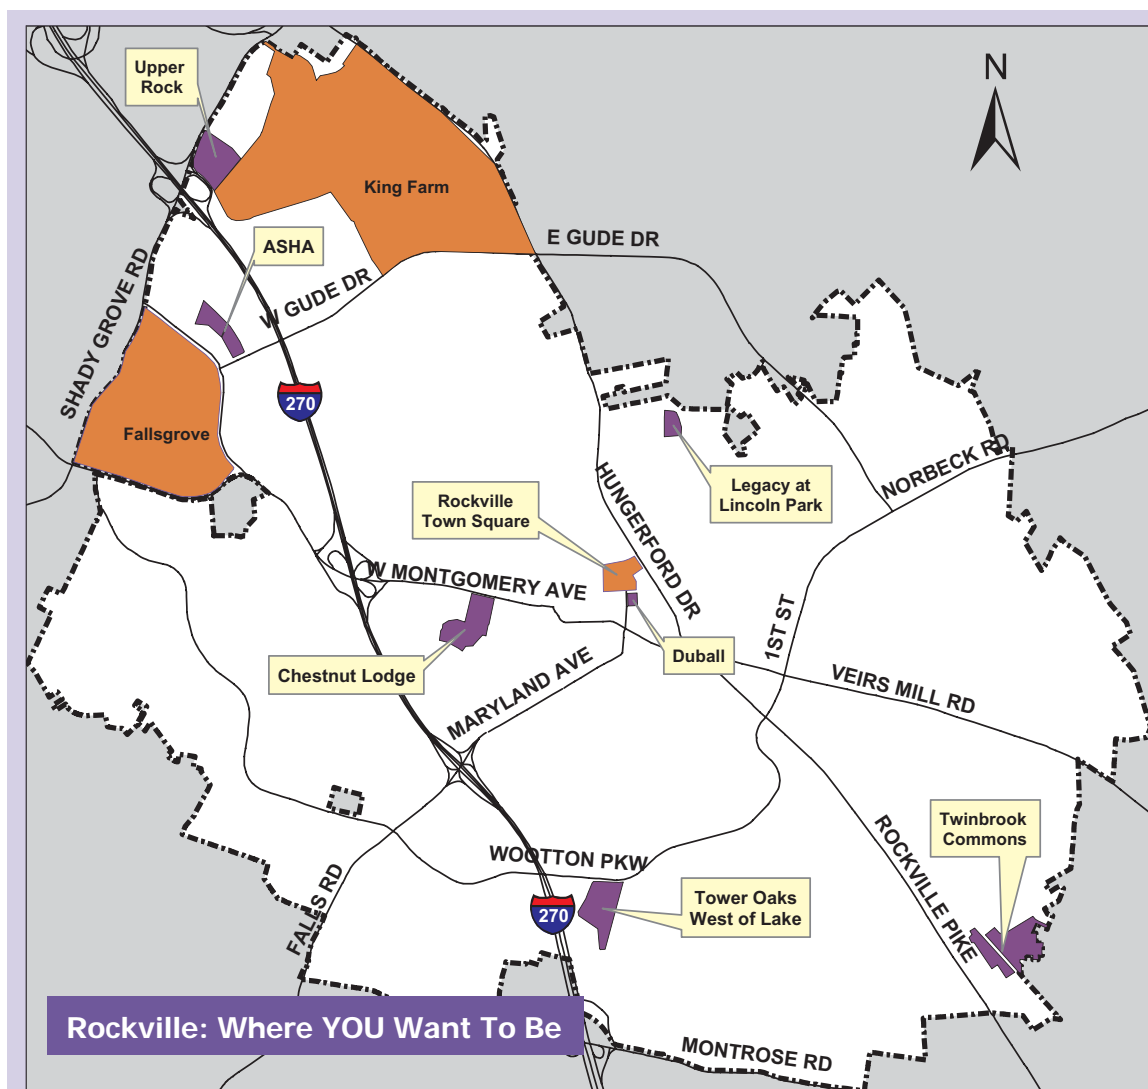 Upper
Rock
N
King Farm
E GUDE DR
ASHA
W GUDE DR
SHADY GROVE RD
270
Fallsgrove
NORBECK RD
HUNGERFORD DR
Legacy at
Lincoln Park
Rockville
Town Square
W MONTGOMERY AVE
1ST ST
Duball
Chestnut Lodge
MARYLAND AVE
VEIRS MILL RD
Twinbrook
Commons
ROCKVILLE PIKE
WOOTTON PKW
FALLS RD
Tower Oaks
West of Lake
270
Rockville: Where YOU Want To Be
MONTROSE RD